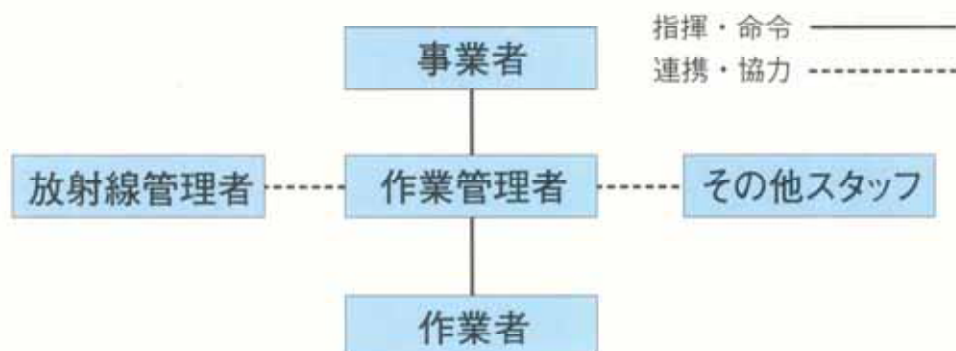 指揮・命令
連携・協力
事業者
放射線管理者
作業管理者
その他スタッフ
作業者